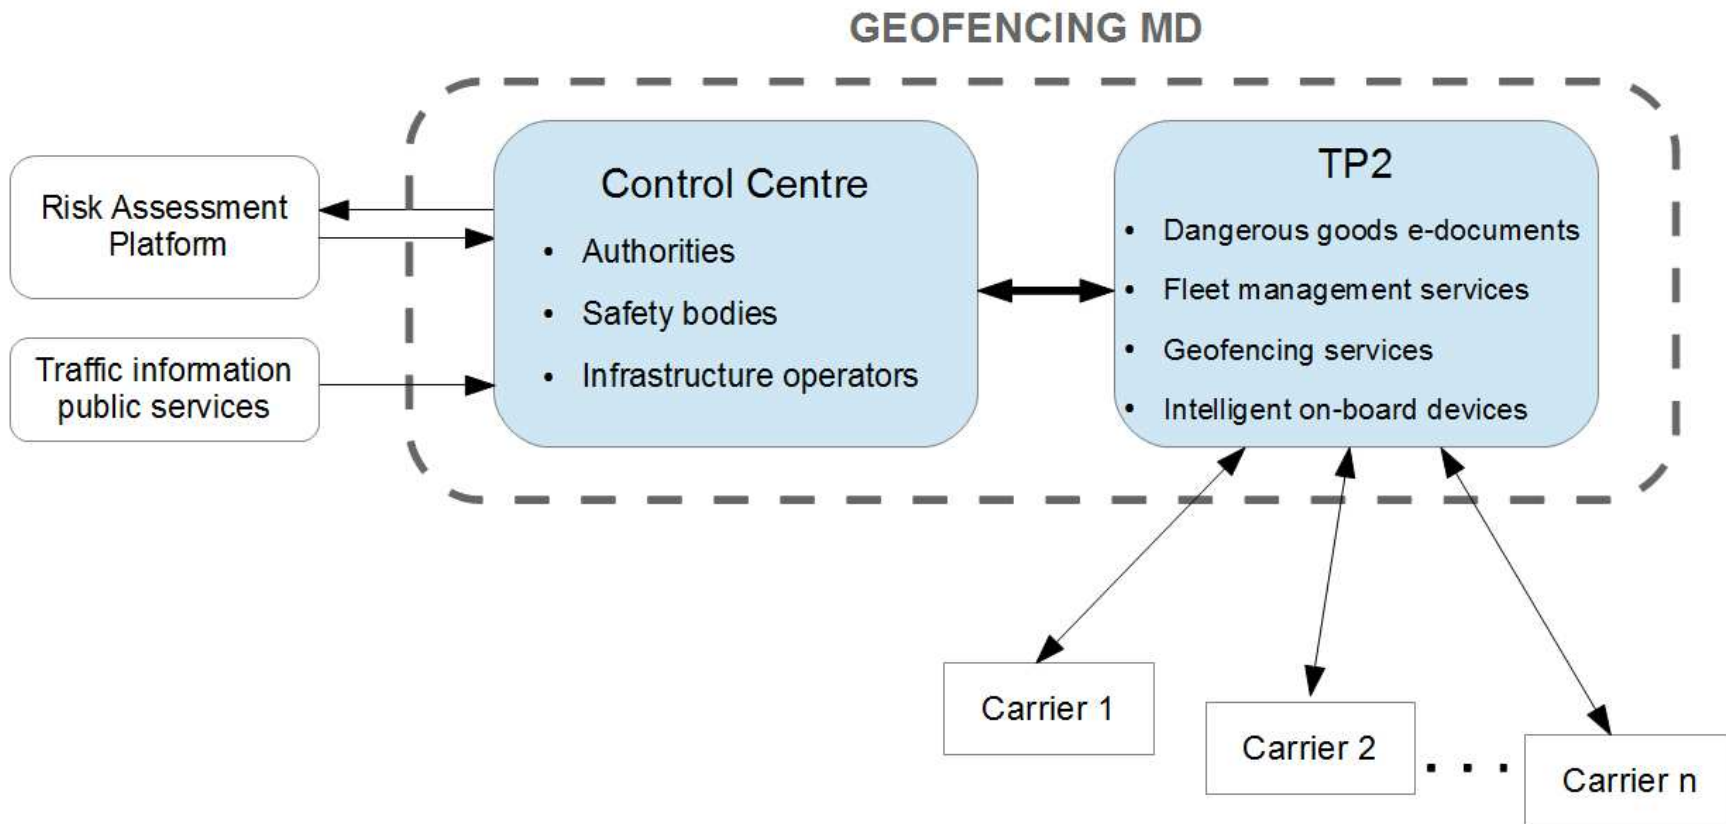 GEOFENCING MD
Risk Assessment
Platform
Traffic information
public services
Control Centre
• Authorities
• Safety bodies
• Infrastructure operators
TP2
• Dangerous goods e-documents
• Fleet management services
• Geofencing services
• Intelligent on-board devices
Carrier 1
Carrier 2
. . .
Carrier n